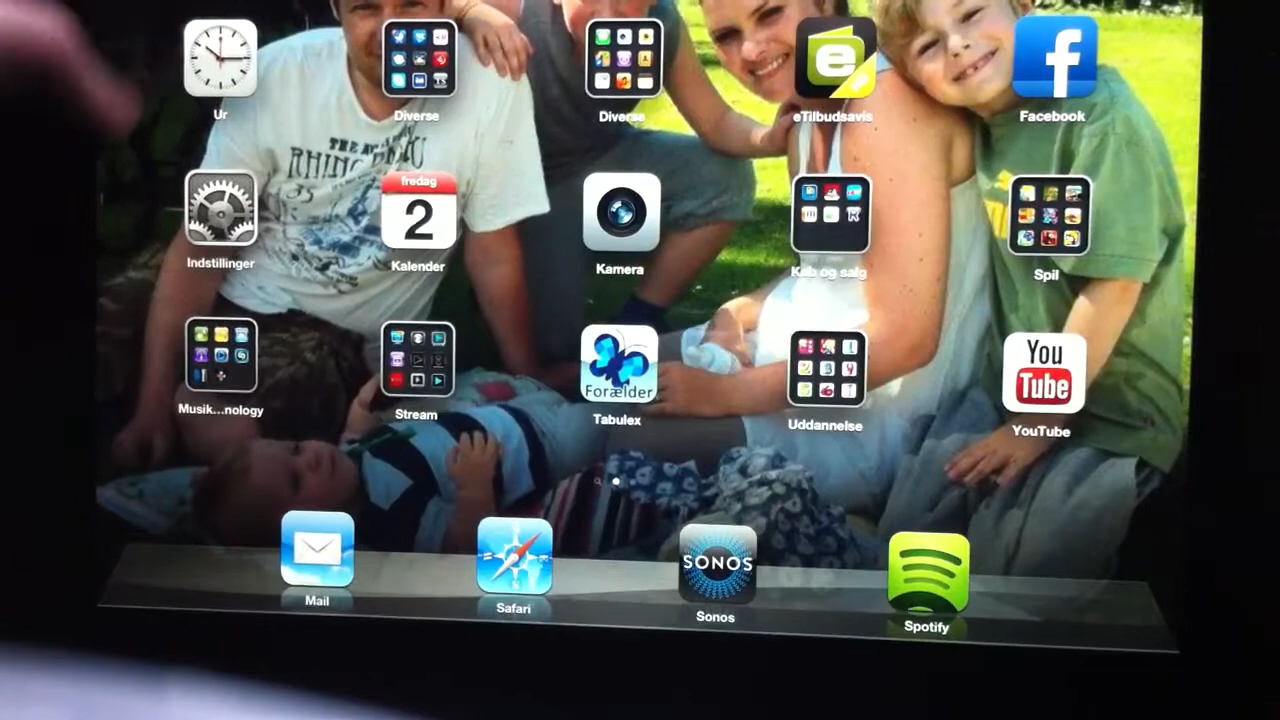 Ur
Diverse
Diverse
eTilbudsavis
Facebook
Indstillinger
fredag
2
Kalender
Kamera
Køb og salg
Spil
Musik...nology
Stream
Forælder
Tabulex
Uddannelse
You
Tube
YouTube
Mail
Safari
SONOS
Sonos
Spotify